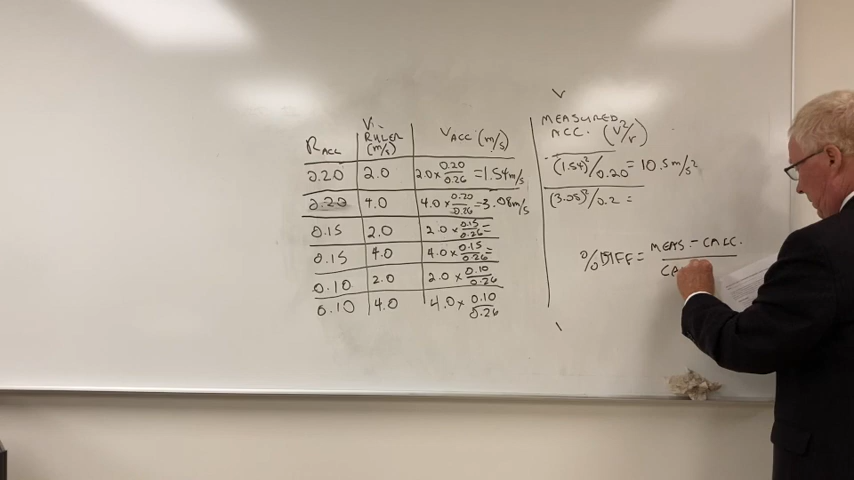 V
Vi-
RULER
(m/s)
RACC
VACC (m/s)
MEASURED
ACC. (V²/r)
0.20 2.0 2.0 x 0.20/0.26 = 1.54 m/s (1.54)²/0.20 = 10.5 m/s²
0.20 4.0 4.0 x 0.20/0.26 = 3.08 m/s (3.08)²/0.2 =
0.15 2.0 2.0 x 0.15/0.26 =
0.15 4.0 4.0 x 0.15/0.26 =
0.10 2.0 2.0 x 0.10/0.26
0.10 4.0 4.0 x 0.10/0.26
% DIFF = MEAS. - CALC.
CA